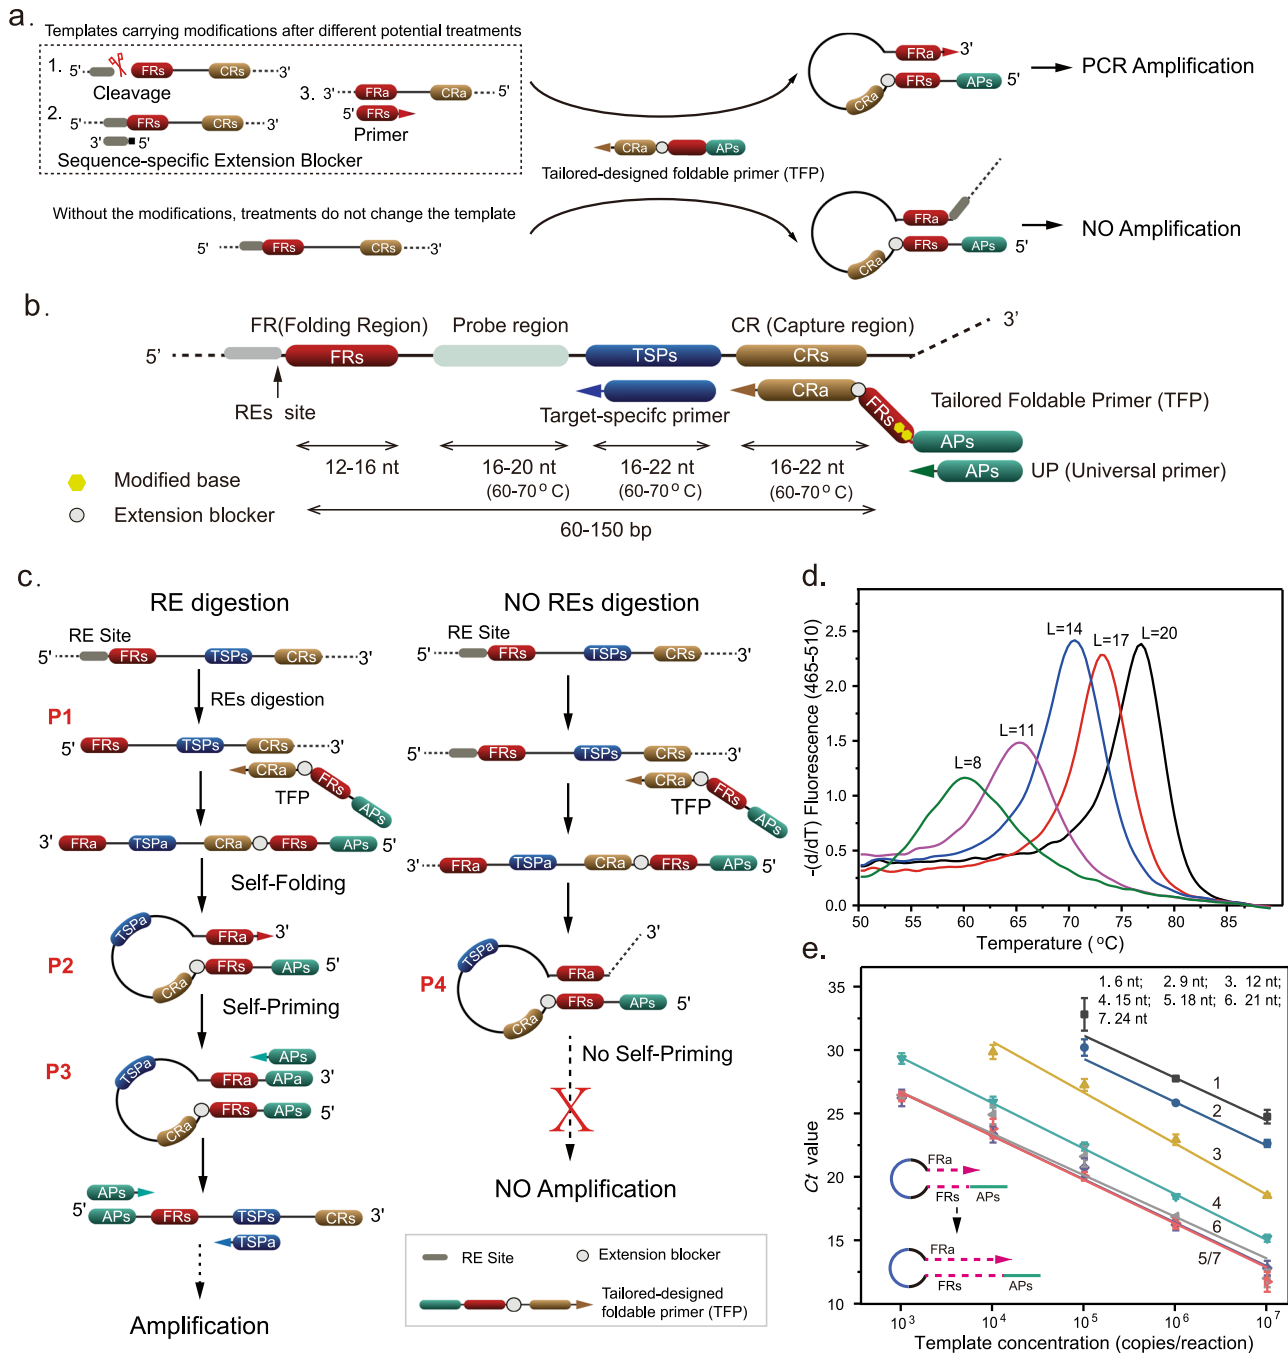 a.
Templates carrying modifications after different potential treatments
1. 5' FRs CRs 3'
Cleavage
2.
5' FRs CRs 3'
3' 5'
Sequence-specific Extension Blocker
3. 3' FRa CRa 5'
5' FRs
Primer
CRa APs
Tailored-designed foldable primer (TFP)
FRa 3'
CRa FRs APs 5'
PCR Amplification
Without the modifications, treatments do not change the template
5' FRs CRs 3'
FRa
CRa FRs APs 5'
NO Amplification
b.
FR(Folding Region) Probe region CR (Capture region) 3'
5' FRs TSPs CRs
REs site
Target-specifc primer
CRa FRs APs
Tailored Foldable Primer (TFP)
APs UP (Universal primer)
12-16 nt 16-20 nt 16-22 nt 16-22 nt
(60-70°C) (60-70°C) (60-70°C)
60-150 bp
Modified base
Extension blocker
c.
RE digestion
RE Site
5' FRs TSPs CRs 3'
REs digestion
P1
5' FRs TSPs CRs 3'
CRa FRs APs
TFP
3' FRa TSPa CRa FRs APs 5'
Self-Folding
P2
TSPa FRa 3'
CRa FRs APs 5'
Self-Priming
P3
APs
TSPa FRa APa 3'
CRa FRs APs 5'
APs
5' APs FRs TSPs CRs 3'
TSPa
Amplification
NO REs digestion
RE Site
5' FRs TSPs CRs 3'
5' FRs TSPs CRs 3'
CRa FRs APs
TFP
3' FRa TSPa CRa FRs APs 5'
P4
3'
TSPa FRa
CRa FRs APs 5'
No Self-Priming
X
NO Amplification
RE Site Extension blocker
Tailored-designed
foldable primer (TFP)
d.
-(d/dT) Fluorescence (465-510)
2.5
2.0
1.5
1.0
0.5
0.0
L=14
L=17
L=20
L=11
L=8
50 55 60 65 70 75 80 85
Temperature (°C)
e.
1. 6 nt; 2. 9 nt; 3. 12 nt;
4. 15 nt; 5. 18 nt; 6. 21 nt;
7. 24 nt
Ct value
35
30
25
20
15
10
1
2
3
4
6
5/7
FRa
FRs APs
FRa
FRs APs
10³ 10⁴ 10⁵ 10⁶ 10⁷
Template concentration (copies/reaction)